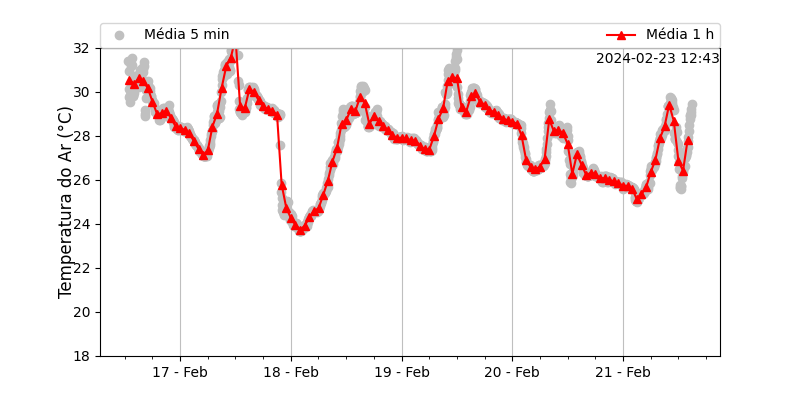 Média 5 min
Média 1 h
2024-02-23 12:43
Temperatura do Ar (°C)
32
30
28
26
24
22
20
18
17 - Feb
18 - Feb
19 - Feb
20 - Feb
21 - Feb